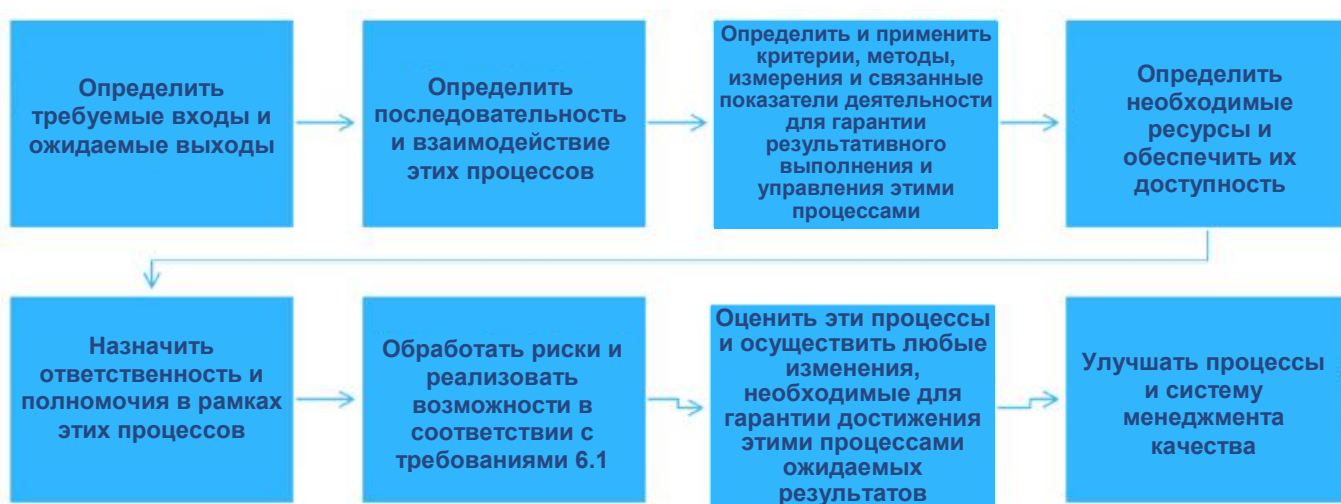 Определить
требуемые входы и
ожидаемые выходы
Определить
последовательность
и взаимодействие
этих процессов
Определить и применить
критерии, методы,
измерения и связанные
показатели деятельности
для гарантии
результативного
выполнения и
управления этими
процессами
Определить
необходимые
ресурсы и
обеспечить их
доступность
Назначить
ответственность и
полномочия в рамках
этих процессов
Обработать риски и
реализовать
возможности в
соответствии с
требованиями 6.1
Оценить эти процессы
и осуществить любые
изменения,
необходимые для
гарантии достижения
этими процессами
ожидаемых
результатов
Улучшать процессы
и систему
менеджмента
качества